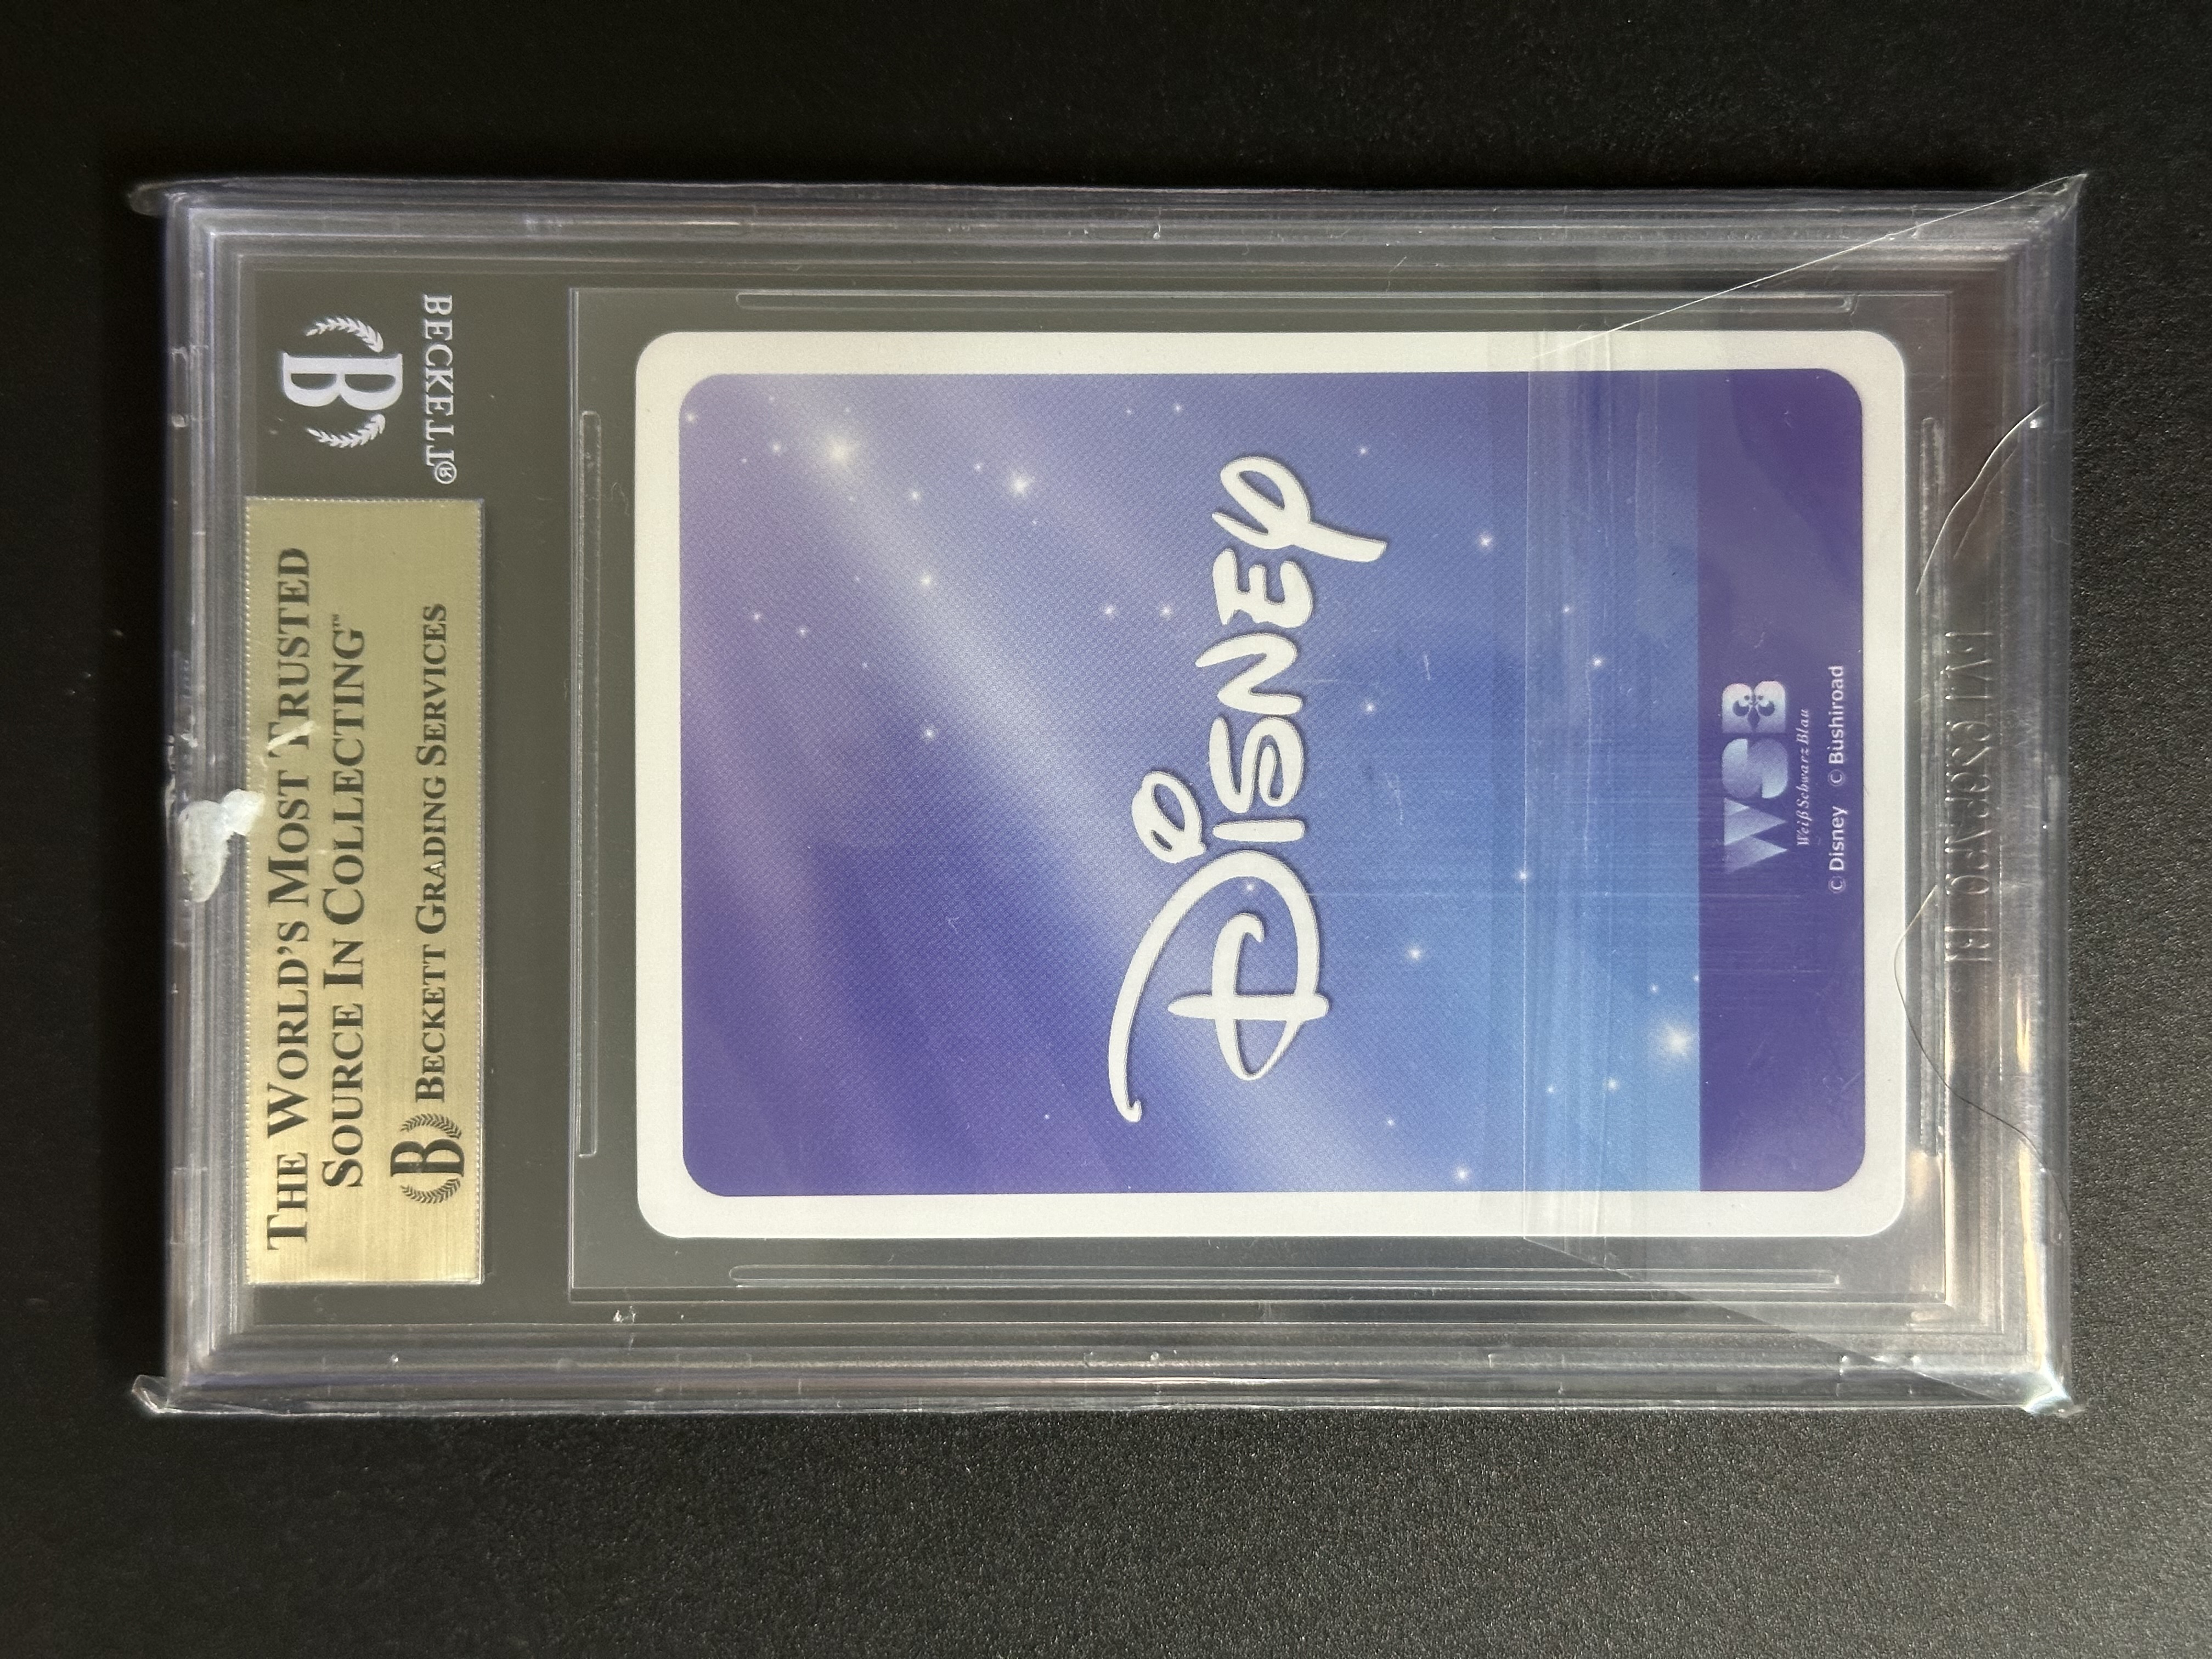 BECKETT®
B
THE WORLD'S MOST TRUSTED
SOURCE IN COLLECTING™
B BECKETT GRADING SERVICES
Disney
WSB
Weiß Schwarz Blau
© Disney © Bushiroad